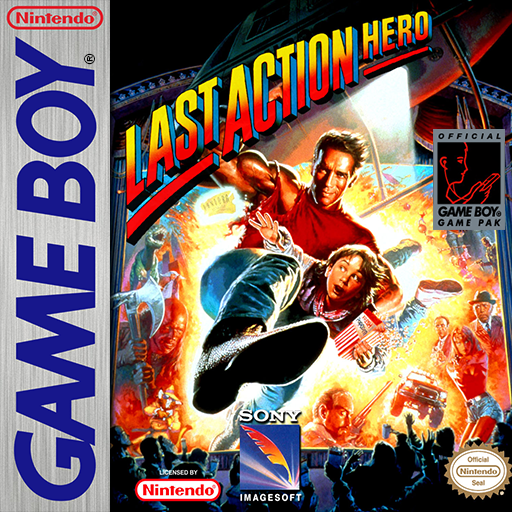 Nintendo®
GAME BOY®
LAST ACTION HERO
OFFICIAL
GAME BOY®
GAME PAK
SONY
IMAGESOFT
LICENSED BY
Nintendo
Official
Nintendo
Seal